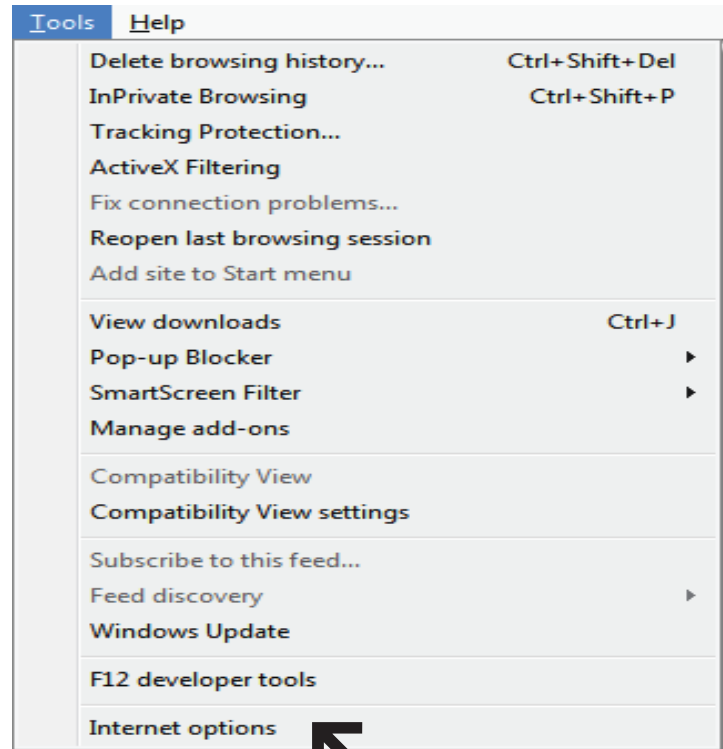 Tools Help
Delete browsing history... Ctrl+Shift+Del
InPrivate Browsing Ctrl+Shift+P
Tracking Protection...
ActiveX Filtering
Fix connection problems...
Reopen last browsing session
Add site to Start menu
View downloads Ctrl+J
Pop-up Blocker
SmartScreen Filter
Manage add-ons
Compatibility View
Compatibility View settings
Subscribe to this feed...
Feed discovery
Windows Update
F12 developer tools
Internet options